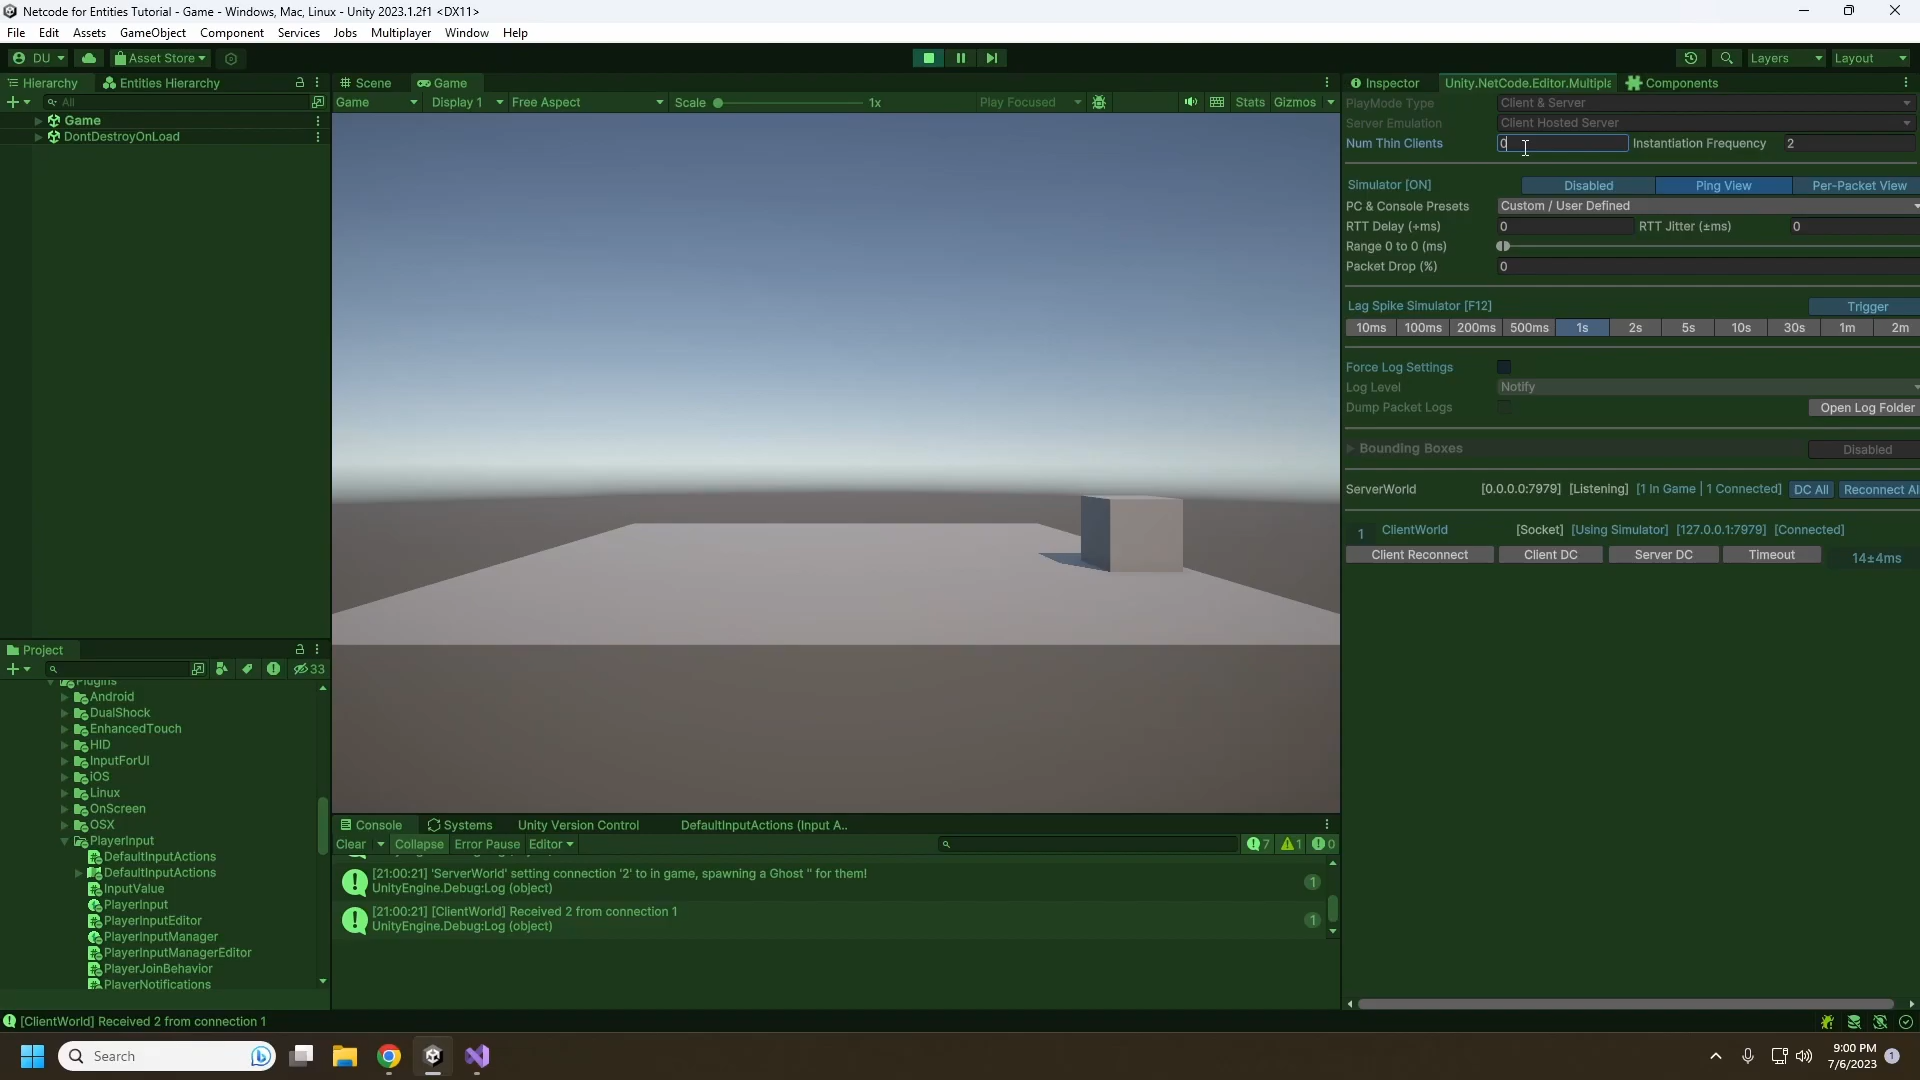 Netcode for Entities Tutorial - Game - Windows, Mac, Linux - Unity 2023.1.2f1 <DX11>
File Edit Assets GameObject Component Services Jobs Multiplayer Window Help
DU Asset Store Layers Layout
Hierarchy Entities Hierarchy
All
Game
DontDestroyOnLoad
Scene Game
Game Display 1 Free Aspect Scale 1x Play Focused Stats Gizmos
Inspector Unity.NetCode.Editor.Multipla Components
PlayMode Type Client & Server
Server Emulation Client Hosted Server
Num Thin Clients 0 Instantiation Frequency 2
Simulator [ON] Disabled Ping View Per-Packet View
PC & Console Presets Custom / User Defined
RTT Delay (+ms) 0 RTT Jitter (±ms) 0
Range 0 to 0 (ms)
Packet Drop (%) 0
Lag Spike Simulator [F12] Trigger
10ms 100ms 200ms 500ms 1s 2s 5s 10s 30s 1m 2m
Force Log Settings
Log Level Notify
Dump Packet Logs Open Log Folder
Bounding Boxes Disabled
ServerWorld [0.0.0.0:7979] [Listening] [1 In Game | 1 Connected] DC All Reconnect Al
1 ClientWorld [Socket] [Using Simulator] [127.0.0.1:7979] [Connected]
Client Reconnect Client DC Server DC Timeout 14±4ms
Project
33
Plugins
Android
DualShock
EnhancedTouch
HID
InputForUI
iOS
Linux
OnScreen
OSX
PlayerInput
DefaultInputActions
DefaultInputActions
InputValue
PlayerInput
PlayerInputEditor
PlayerInputManager
PlayerInputManagerEditor
PlayerJoinBehavior
PlayerNotifications
Console Systems Unity Version Control DefaultInputActions (Input A..
Clear Collapse Error Pause Editor 7 1 0
[21:00:21] 'ServerWorld' setting connection '2' to in game, spawning a Ghost '' for them!
UnityEngine.Debug:Log (object)
1
[21:00:21] [ClientWorld] Received 2 from connection 1
UnityEngine.Debug:Log (object)
1
[ClientWorld] Received 2 from connection 1
Search
9:00 PM
7/6/2023
1